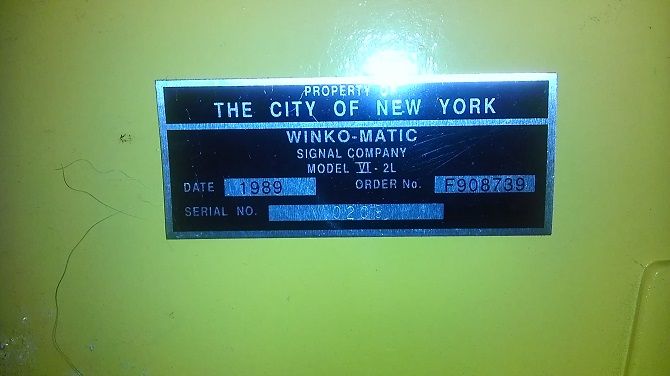 PROPERTY OF
THE CITY OF NEW YORK
WINKO-MATIC
SIGNAL COMPANY
MODEL VI - 2L
DATE 1989 ORDER No. F908739
SERIAL NO.